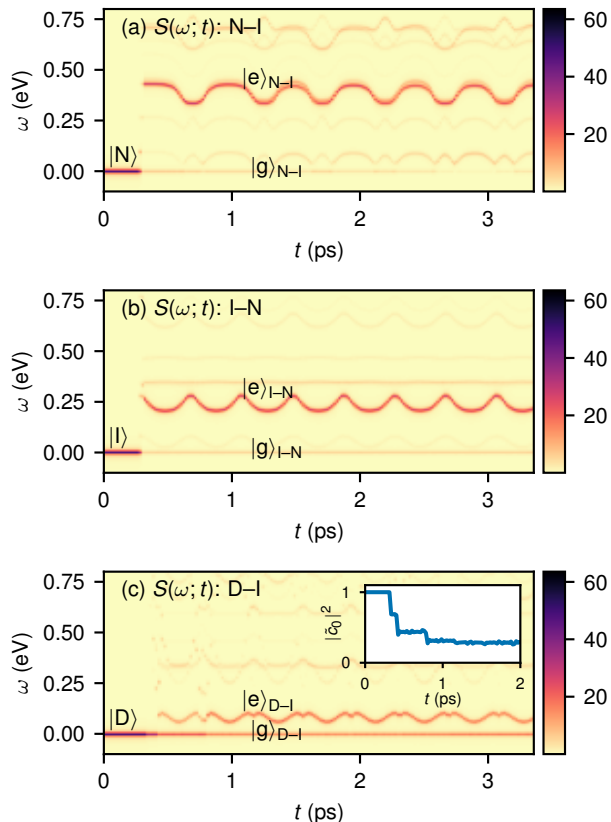 (a) S(ω; t): N–I
0.75
0.50
0.25
0.00
ω (eV)
|e⟩N–I
|N⟩
|g⟩N–I
0
1
2
3
t (ps)
60
40
20
(b) S(ω; t): I–N
0.75
0.50
0.25
0.00
ω (eV)
|e⟩I–N
|I⟩
|g⟩I–N
0
1
2
3
t (ps)
60
40
20
(c) S(ω; t): D–I
0.75
0.50
0.25
0.00
ω (eV)
|c̃₀|²
1
0
0
1
2
t (ps)
|e⟩D–I
|D⟩
|g⟩D–I
0
1
2
3
t (ps)
60
40
20